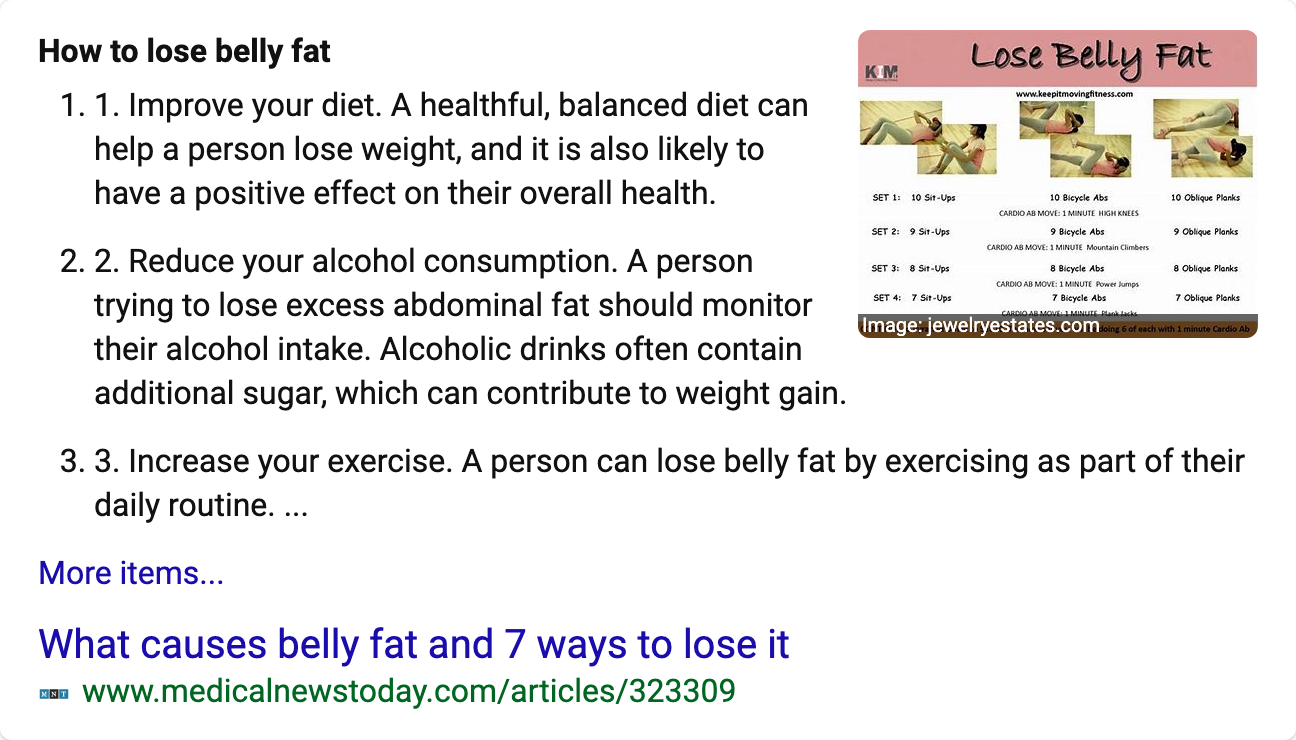 How to lose belly fat
1. 1. Improve your diet. A healthful, balanced diet can
help a person lose weight, and it is also likely to
have a positive effect on their overall health.
2. 2. Reduce your alcohol consumption. A person
trying to lose excess abdominal fat should monitor
their alcohol intake. Alcoholic drinks often contain
additional sugar, which can contribute to weight gain.
3. 3. Increase your exercise. A person can lose belly fat by exercising as part of their
daily routine. ...
More items...
What causes belly fat and 7 ways to lose it
MNT www.medicalnewstoday.com/articles/323309
Lose Belly Fat
KIM
www.keepitmovingfitness.com
SET 1: 10 Sit-Ups 10 Bicycle Abs 10 Oblique Planks
CARDIO AB MOVE: 1 MINUTE HIGH KNEES
SET 2: 9 Sit-Ups 9 Bicycle Abs 9 Oblique Planks
CARDIO AB MOVE: 1 MINUTE Mountain Climbers
SET 3: 8 Sit-Ups 8 Bicycle Abs 8 Oblique Planks
CARDIO AB MOVE: 1 MINUTE Power Jumps
SET 4: 7 Sit-Ups 7 Bicycle Abs 7 Oblique Planks
CARDIO AB MOVE: 1 MINUTE Plank Jacks
Image: jewelryestates.com
doing 6 of each with 1 minute Cardio Ab